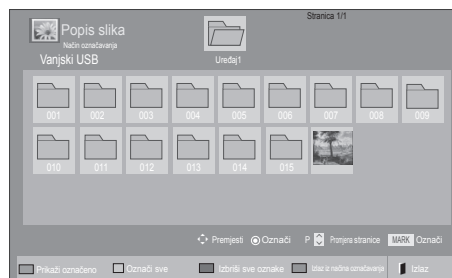 Popis slika
Stranica 1/1
Način označavanja
Vanjski USB
Uređaj1
001 002 003 004 005 006 007 008 009
010 011 012 013 014 015
Premjesti Označi P Promjena stranice MARK Označi
Prikaži označeno Označi sve Izbriši sve oznake Izlaz iz načina označavanja Izlaz